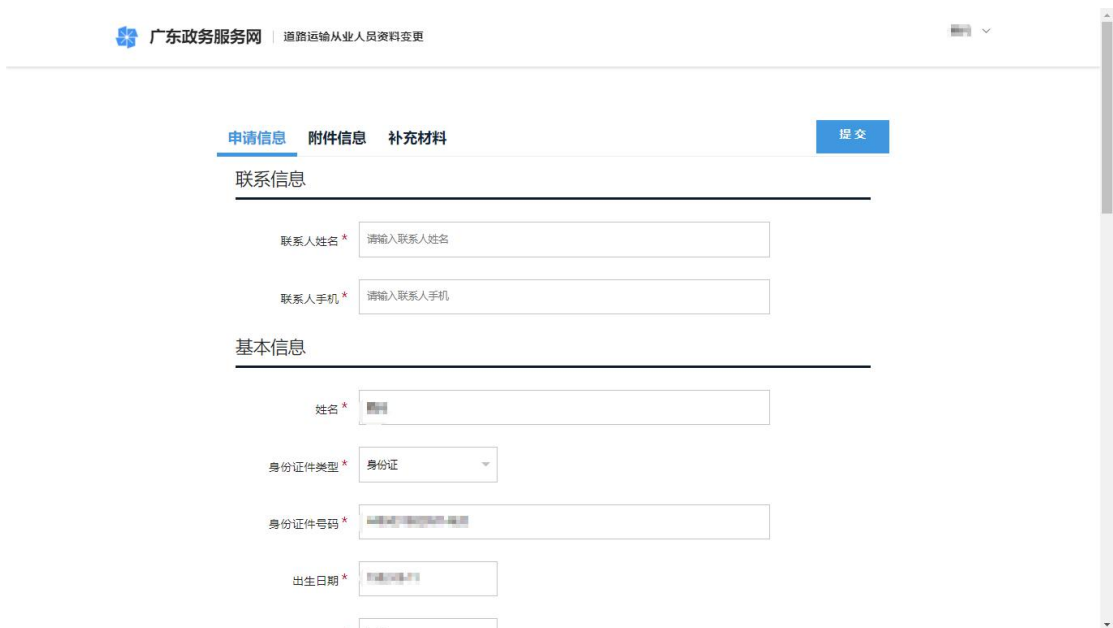 广东政务服务网 道路运输从业人员资料变更
申请信息 附件信息 补充材料 提交
联系信息
联系人姓名* 请输入联系人姓名
联系人手机* 请输入联系人手机
基本信息
姓名*
身份证件类型* 身份证
身份证件号码*
出生日期*